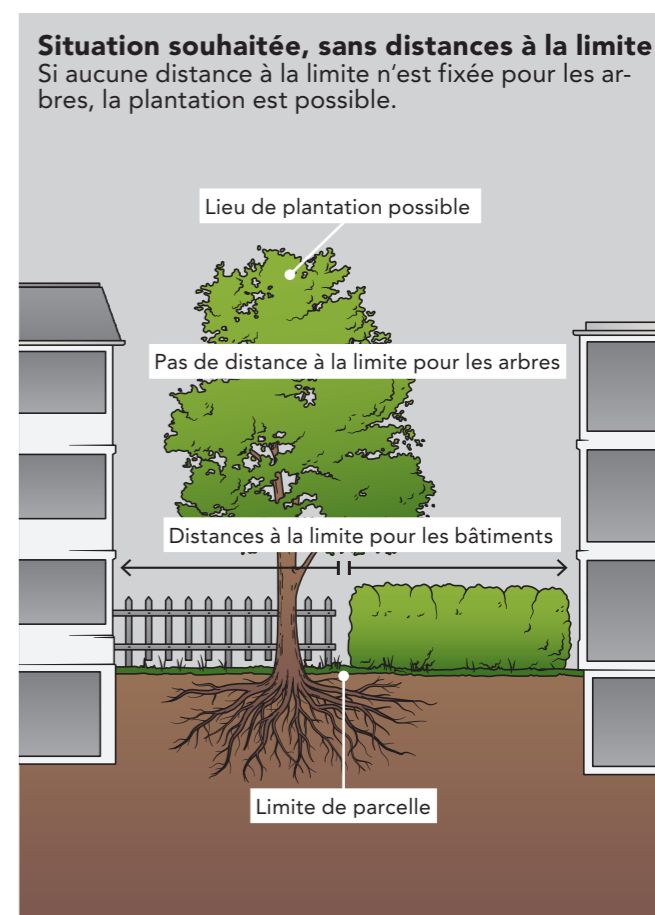 Situation souhaitée, sans distances à la limite
Si aucune distance à la limite n'est fixée pour les ar-
bres, la plantation est possible.
Lieu de plantation possible
Pas de distance à la limite pour les arbres
Distances à la limite pour les bâtiments
Limite de parcelle